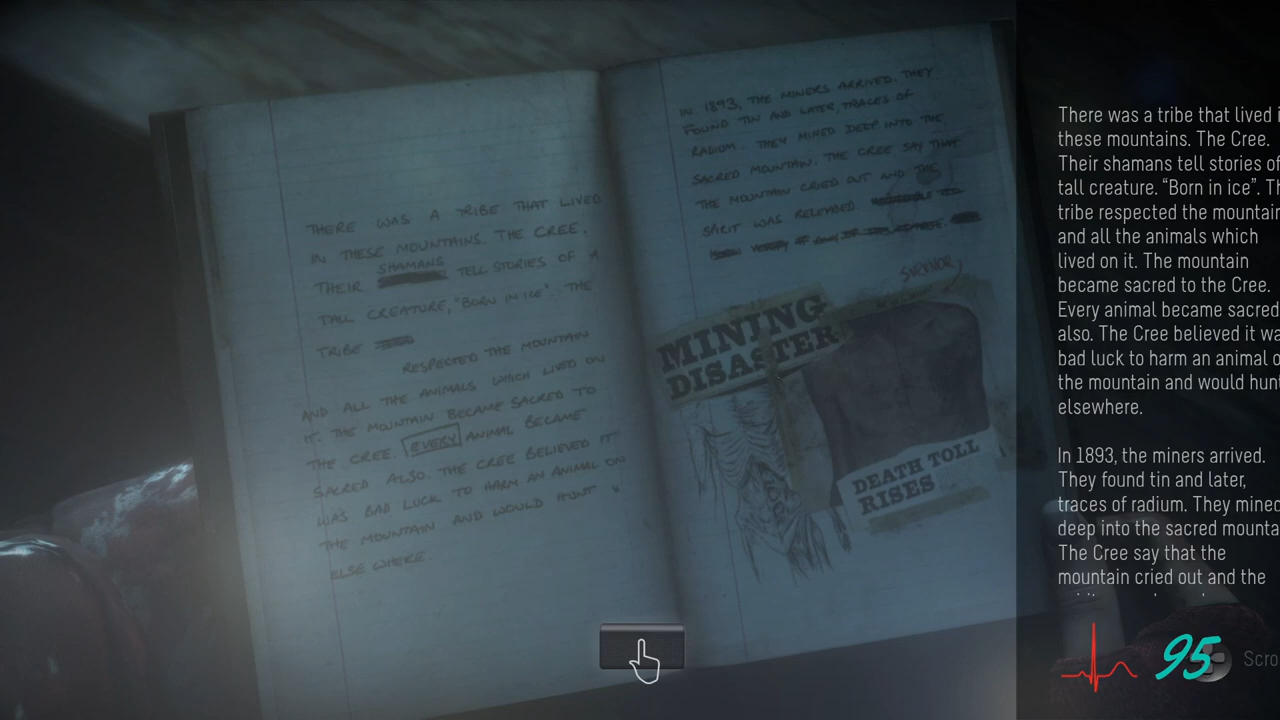 THERE WAS A TRIBE THAT LIVED
IN THESE MOUNTAINS. THE CREE.
SHAMANS
THEIR TELL STORIES OF A
TALL CREATURE, "BORN IN ICE". THE
TRIBE
RESPECTED THE MOUNTAIN
AND ALL THE ANIMALS WHICH LIVED ON
IT. THE MOUNTAIN BECAME SACRED TO
THE CREE. EVERY ANIMAL BECAME
SACRED ALSO. THE CREE BELIEVED IT
WAS BAD LUCK TO HARM AN ANIMAL ON
THE MOUNTAIN AND WOULD HUNT
ELSE WHERE.
IN 1893, THE MINERS ARRIVED. THEY
FOUND TIN AND LATER, TRACES OF
RADIUM. THEY MINED DEEP INTO THE
SACRED MOUNTAIN. THE CREE SAY THAT
THE MOUNTAIN CRIED OUT AND THE
SPIRIT WAS RELEASED
SURVIVOR
MINING
DISASTER
DEATH TOLL
RISES
There was a tribe that lived i
these mountains. The Cree.
Their shamans tell stories of
tall creature. “Born in ice”. Th
tribe respected the mountain
and all the animals which
lived on it. The mountain
became sacred to the Cree.
Every animal became sacred
also. The Cree believed it wa
bad luck to harm an animal o
the mountain and would hunt
elsewhere.
In 1893, the miners arrived.
They found tin and later,
traces of radium. They mined
deep into the sacred mounta
The Cree say that the
mountain cried out and the
95
Scro